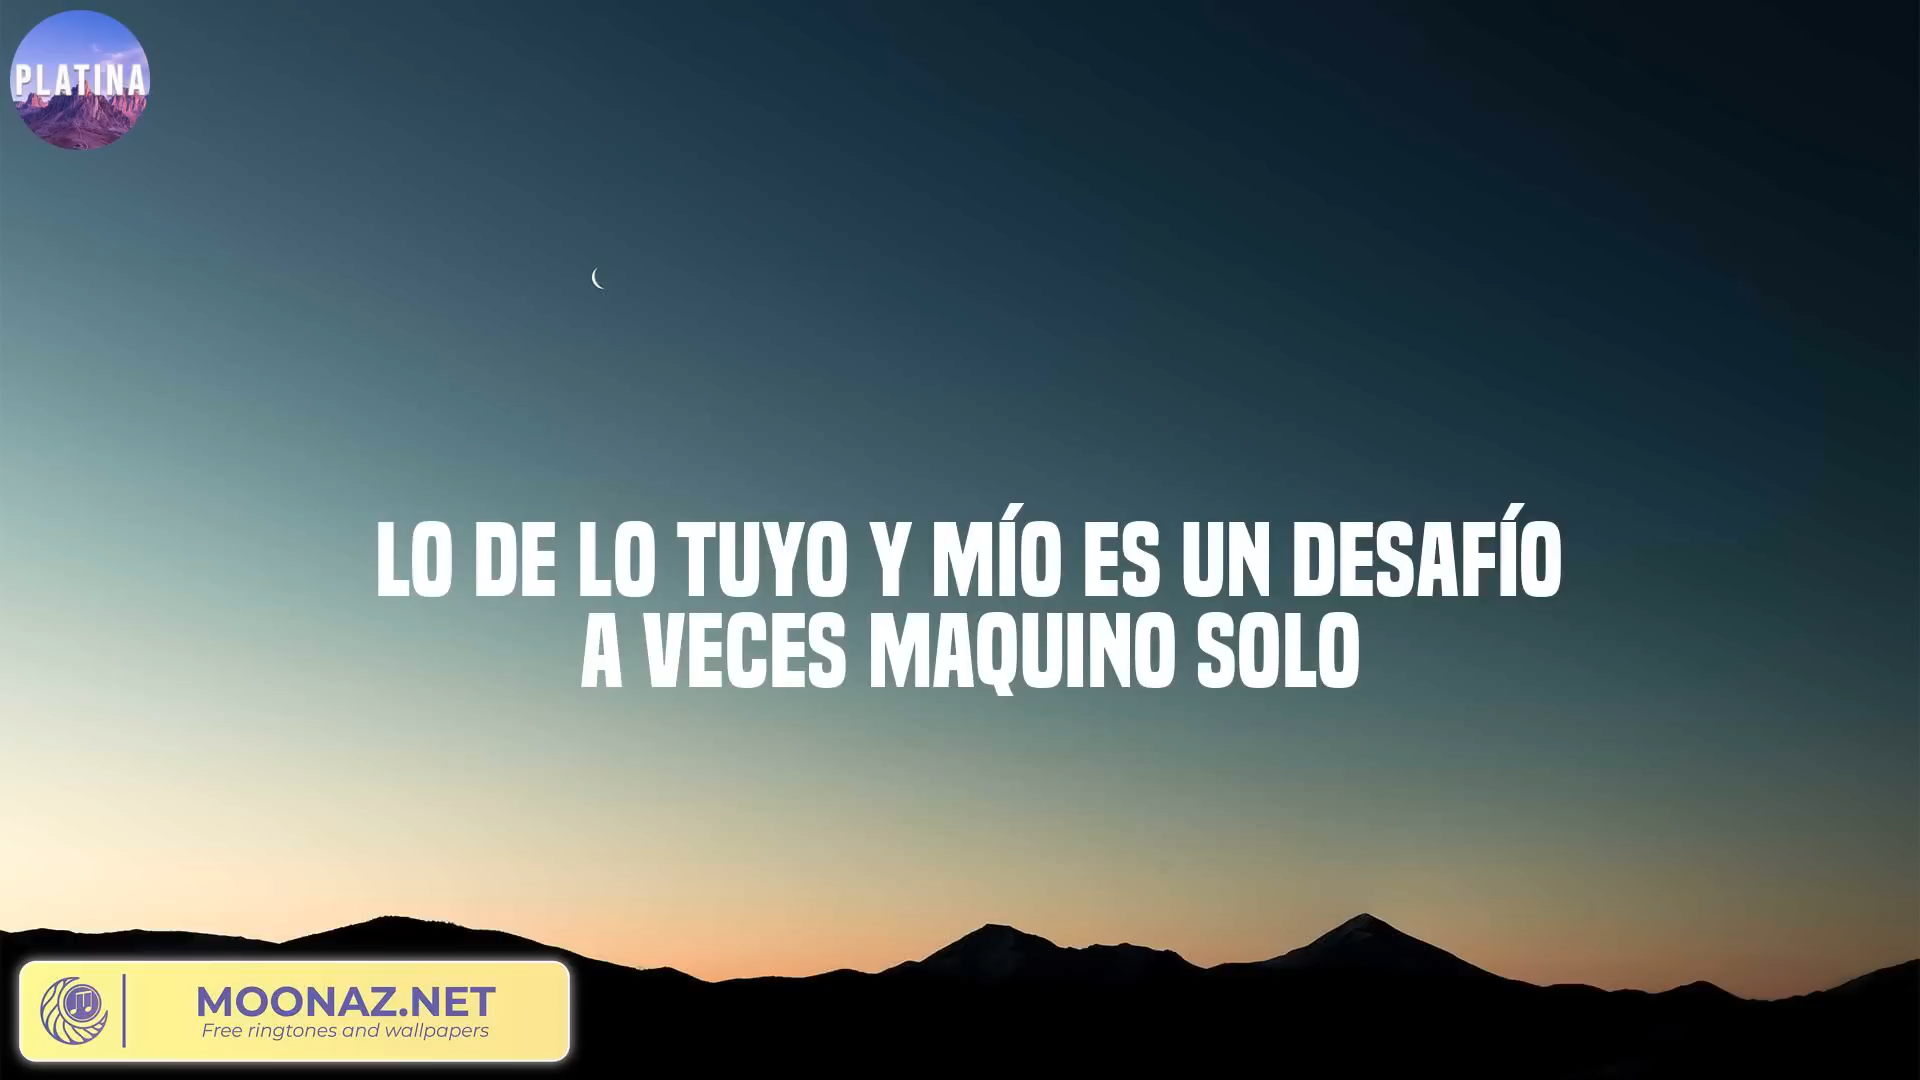 PLATINA
LO DE LO TUYO Y MÍO ES UN DESAFÍO
A VECES MAQUINO SOLO
MOONAZ.NET
Free ringtones and wallpapers